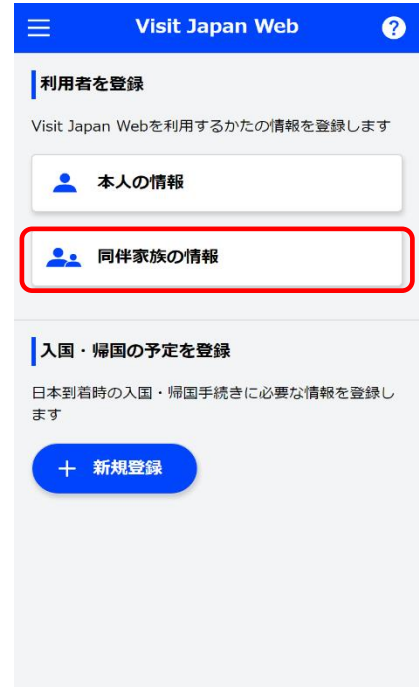 Visit Japan Web
?
利用者を登録
Visit Japan Webを利用するかたの情報を登録します
本人の情報
同伴家族の情報
入国・帰国の予定を登録
日本到着時の入国・帰国手続きに必要な情報を登録し
ます
＋ 新規登録